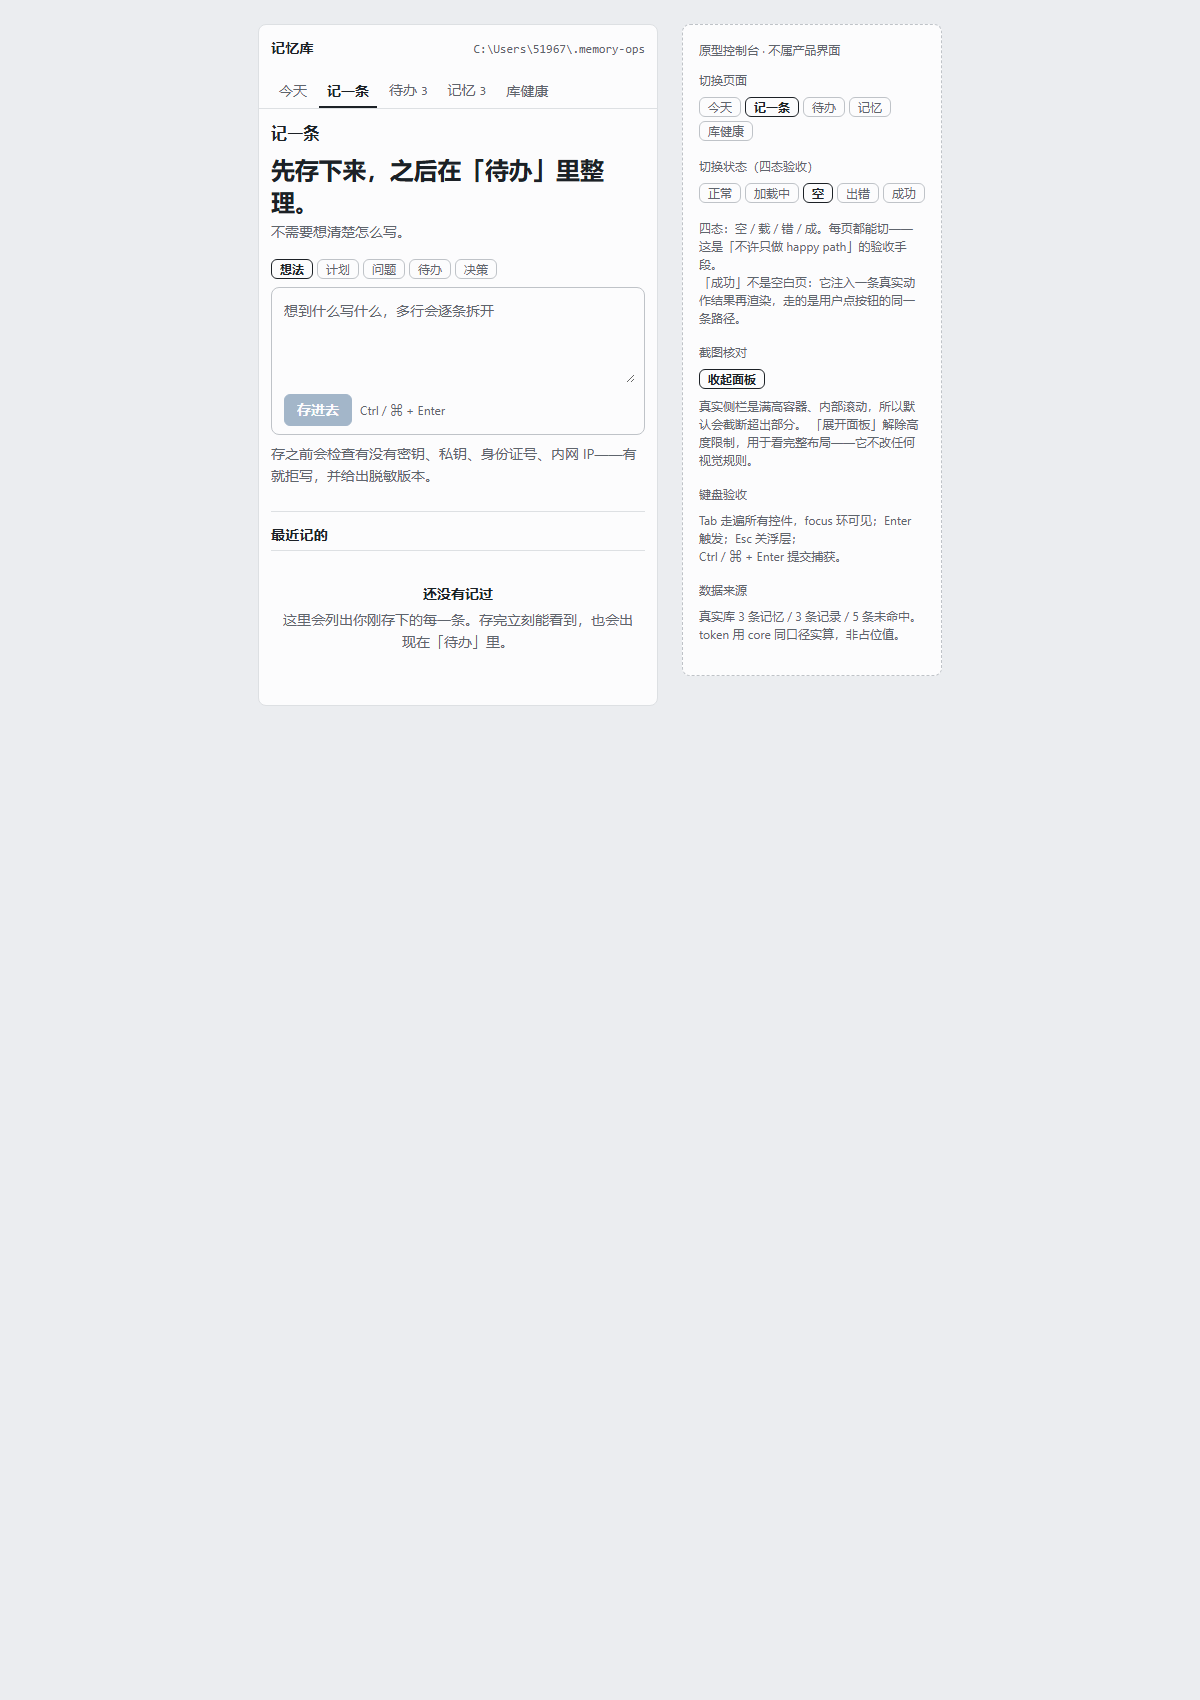 记忆库
C:\Users\51967\.memory-ops
今天 记一条 待办 3 记忆 3 库健康
记一条
先存下来，之后在「待办」里整
理。
不需要想清楚怎么写。
想法 计划 问题 待办 决策
想到什么写什么，多行会逐条拆开
存进去 Ctrl / ⌘ + Enter
存之前会检查有没有密钥、私钥、身份证号、内网 IP——有
就拒写，并给出脱敏版本。
最近记的
还没有记过
这里会列出你刚存下的每一条。存完立刻能看到，也会出
现在「待办」里。
原型控制台 · 不属产品界面
切换页面
今天 记一条 待办 记忆
库健康
切换状态（四态验收）
正常 加载中 空 出错 成功
四态：空 / 载 / 错 / 成。每页都能切——
这是「不许只做 happy path」的验收手
段。
「成功」不是空白页：它注入一条真实动
作结果再渲染，走的是用户点按钮的同一
条路径。
截图核对
收起面板
真实侧栏是满高容器、内部滚动，所以默
认会截断超出部分。 「展开面板」解除高
度限制，用于看完整布局——它不改任何
视觉规则。
键盘验收
Tab 走遍所有控件，focus 环可见；Enter
触发；Esc 关浮层；
Ctrl / ⌘ + Enter 提交捕获。
数据来源
真实库 3 条记忆 / 3 条记录 / 5 条未命中。
token 用 core 同口径实算，非占位值。